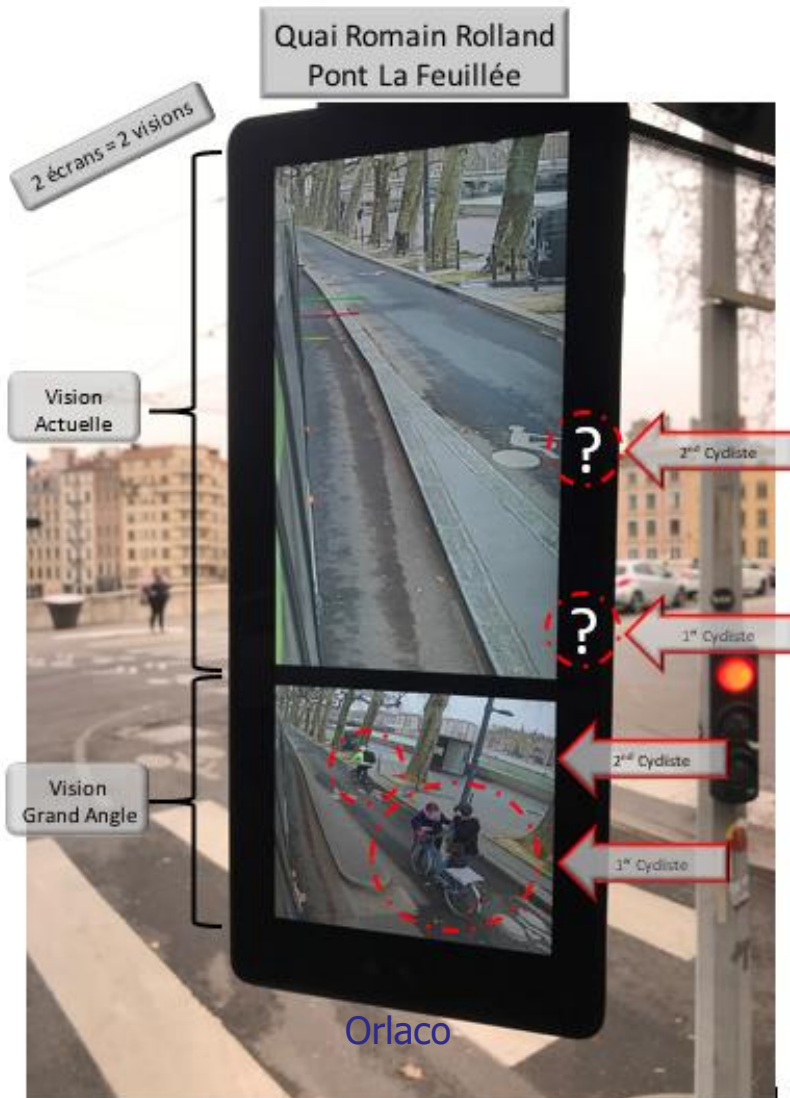 Quai Romain Rolland
Pont La Feuillée
2 écrans = 2 visions
Vision
Actuelle
?
2nd Cycliste
?
1er Cycliste
Vision
Grand Angle
2nd Cycliste
1er Cycliste
Orlaco